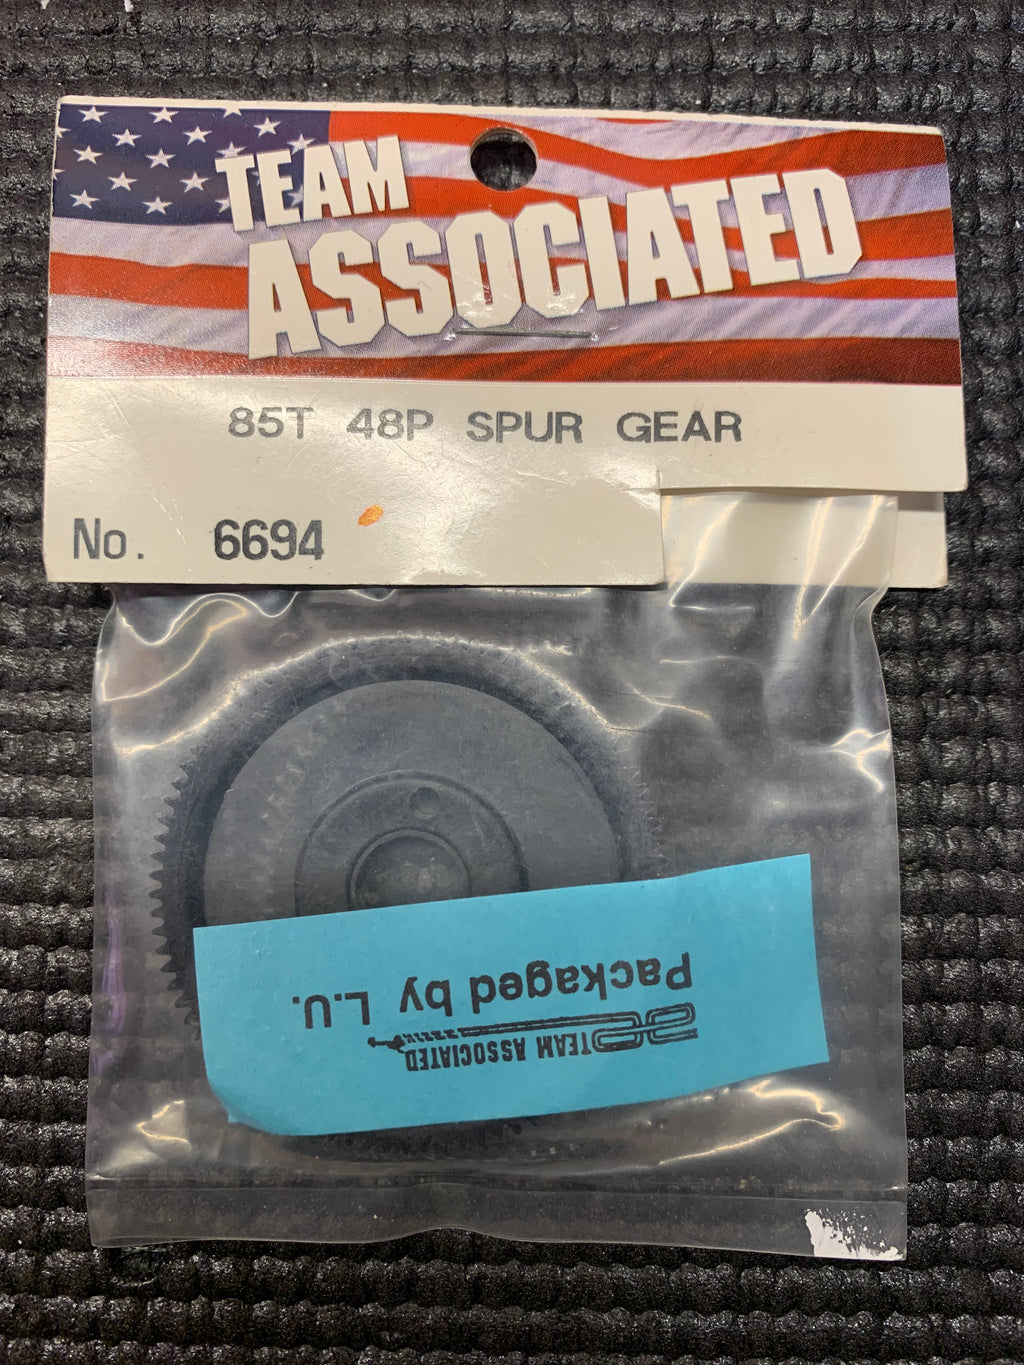 TEAM
ASSOCIATED
85T 48P SPUR GEAR
No. 6694
TEAM ASSOCIATED
Packaged by L.U.